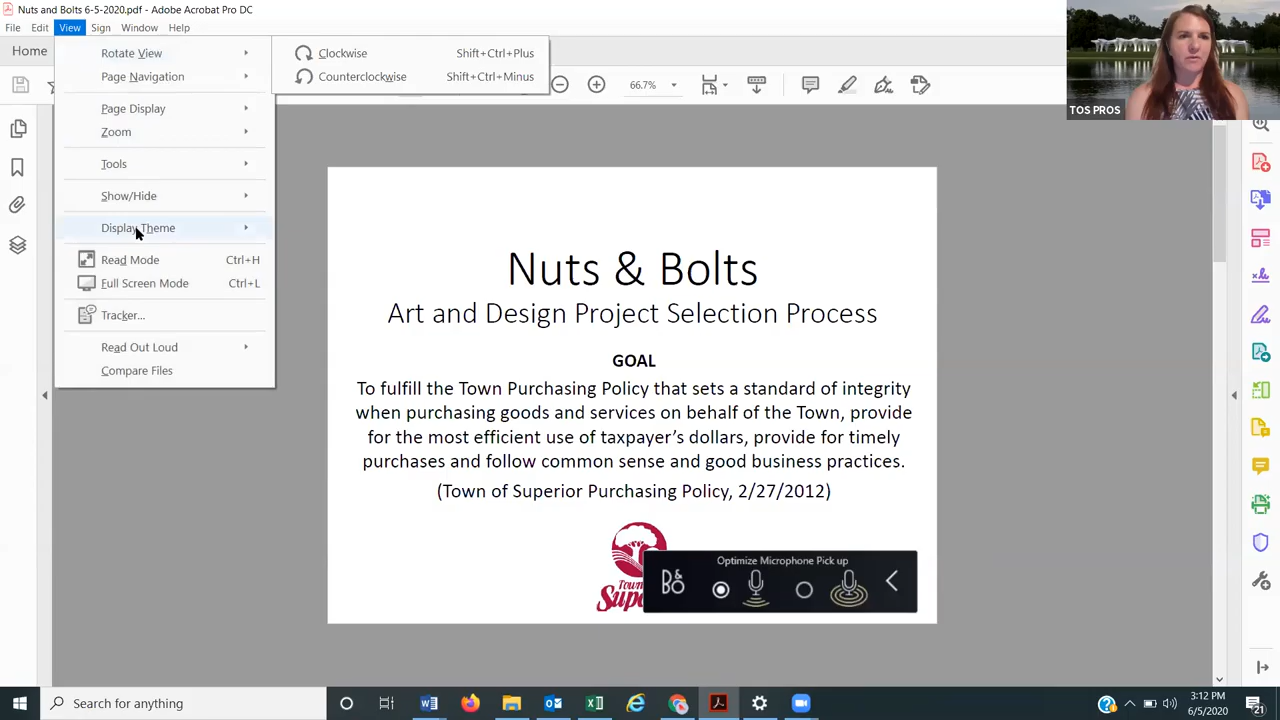 Nuts and Bolts 6-5-2020.pdf - Adobe Acrobat Pro DC
File Edit View Sign Window Help
Home
Rotate View
Clockwise Shift+Ctrl+Plus
Page Navigation
Counterclockwise Shift+Ctrl+Minus
66.7%
Page Display
Zoom
Tools
Show/Hide
Display Theme
Read Mode Ctrl+H
Full Screen Mode Ctrl+L
Tracker...
Read Out Loud
Compare Files
TOS PROS
Nuts & Bolts
Art and Design Project Selection Process
GOAL
To fulfill the Town Purchasing Policy that sets a standard of integrity
when purchasing goods and services on behalf of the Town, provide
for the most efficient use of taxpayer's dollars, provide for timely
purchases and follow common sense and good business practices.
(Town of Superior Purchasing Policy, 2/27/2012)
Optimize Microphone Pick up
B&O
Search for anything
3:12 PM
6/5/2020
21